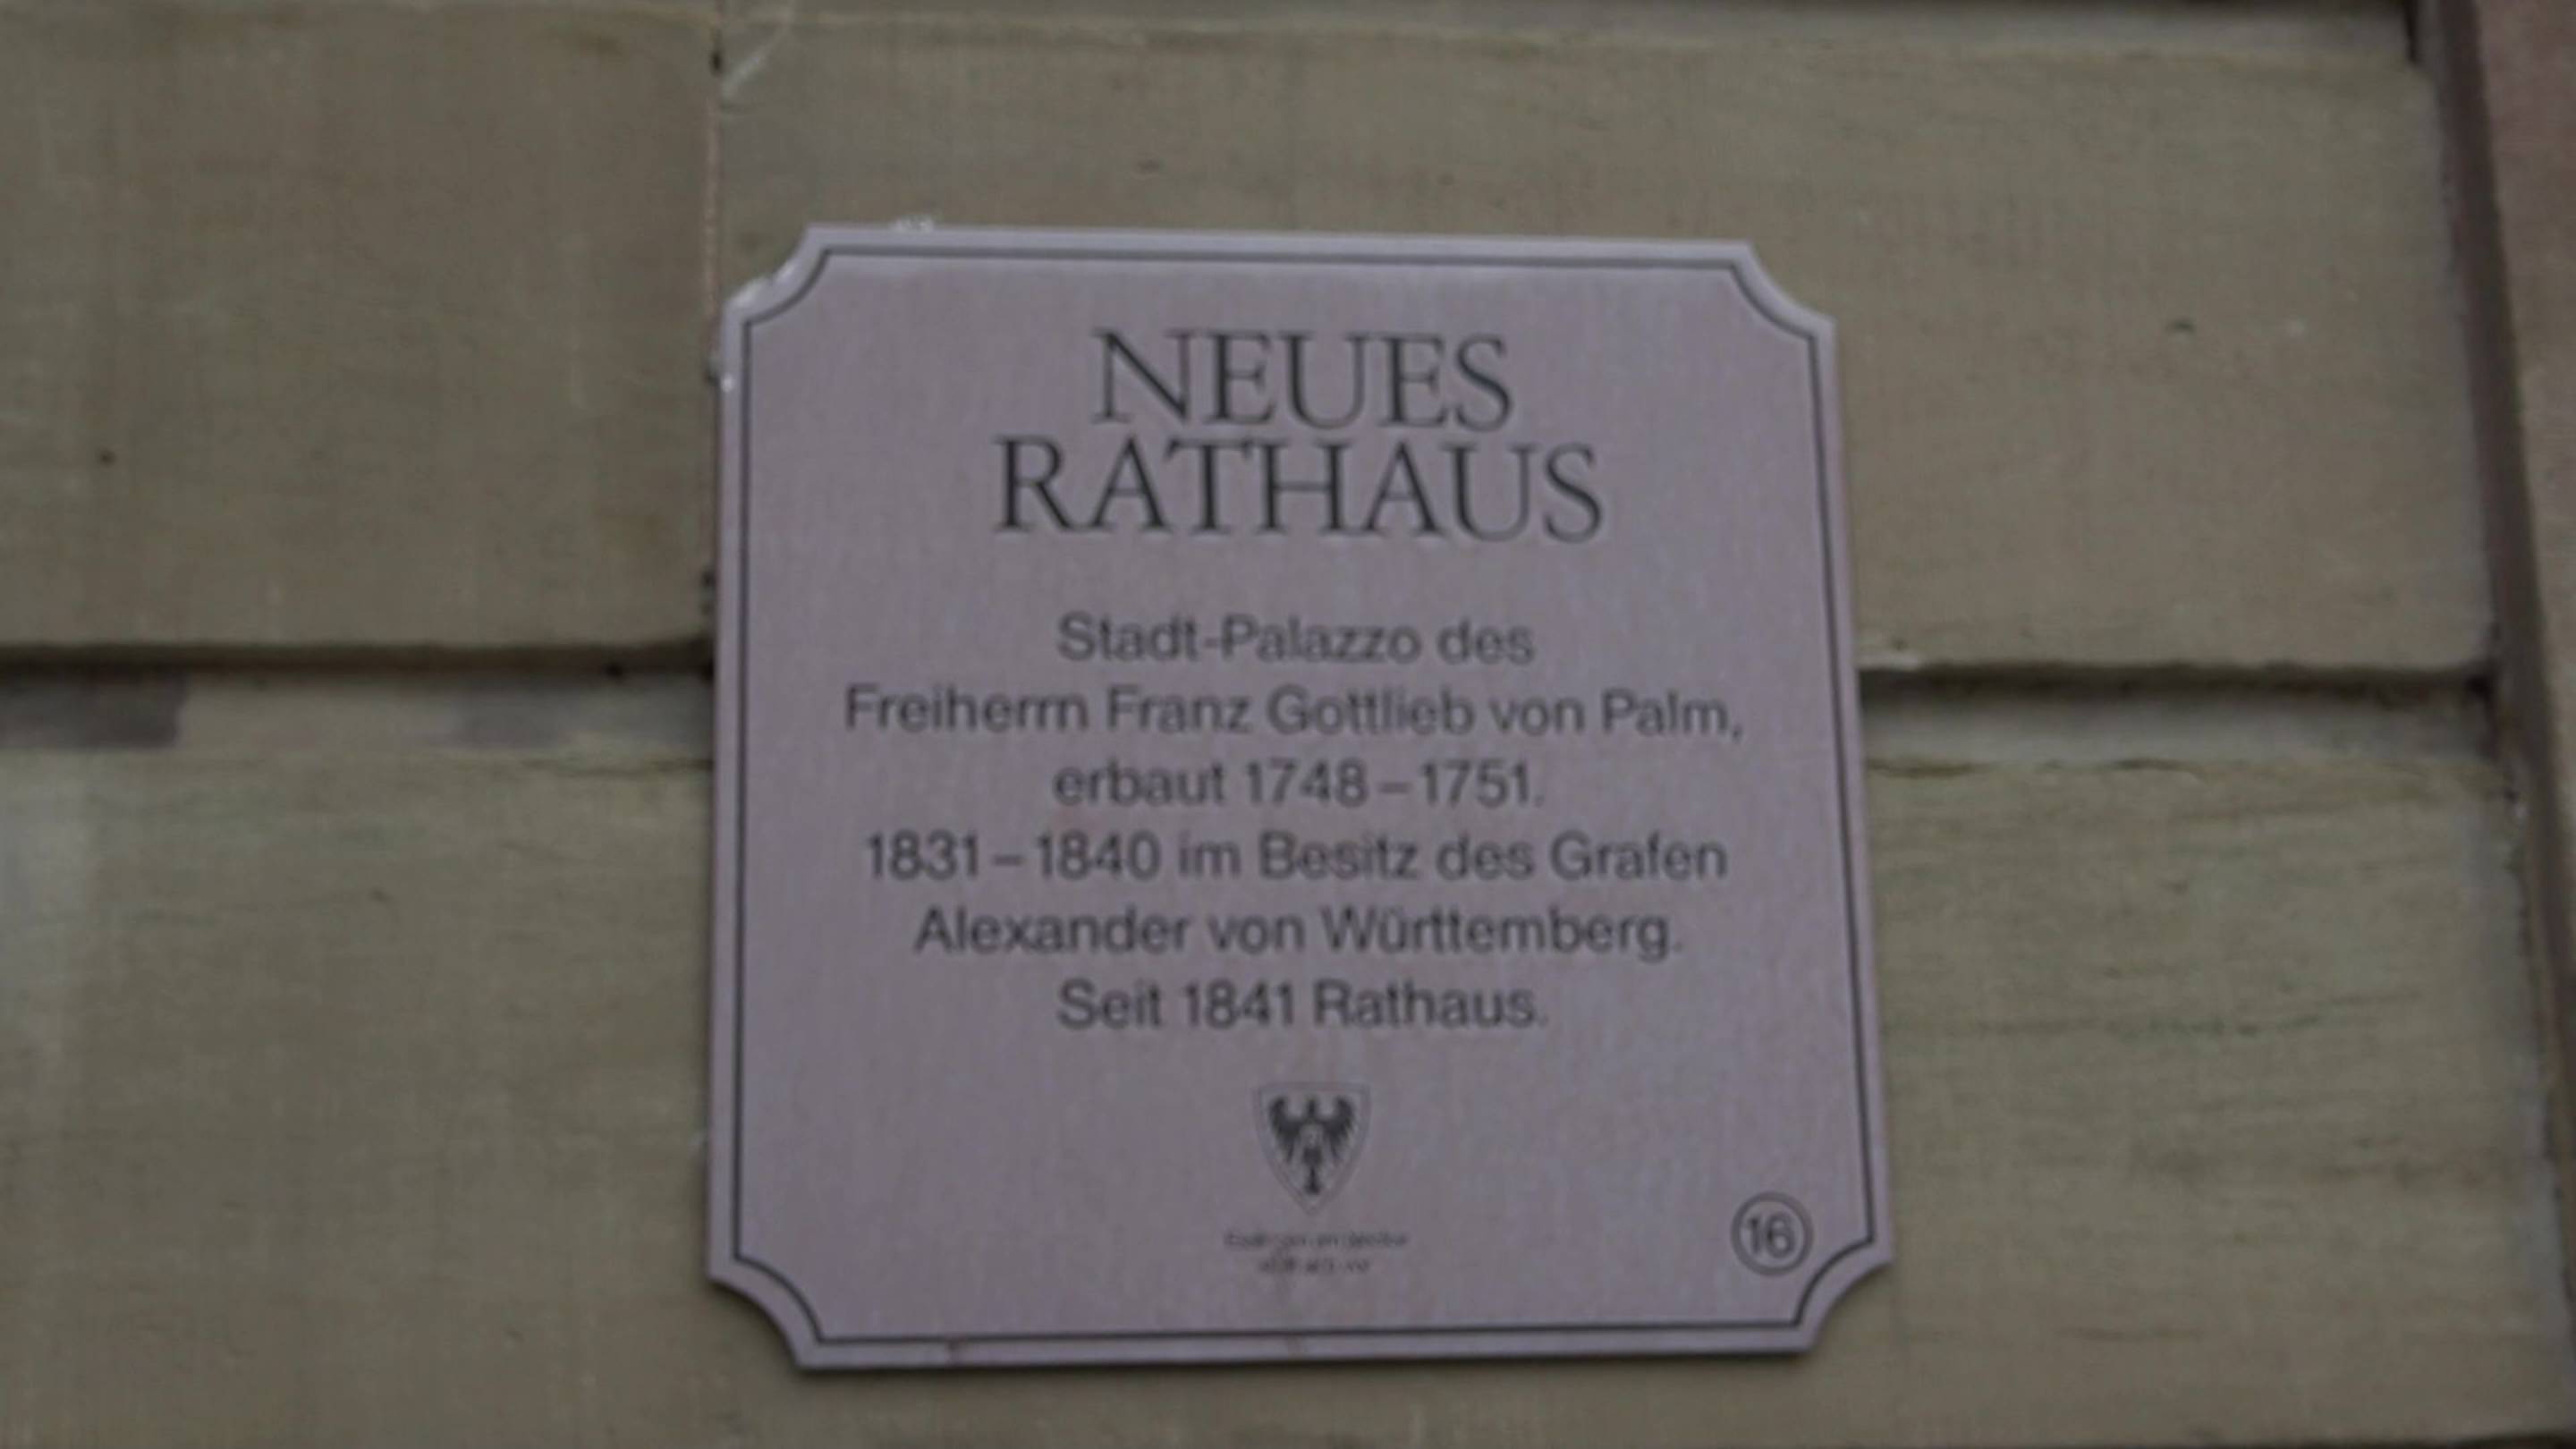 NEUES
RATHAUS
Stadt-Palazzo des
Freiherrn Franz Gottlieb von Palm,
erbaut 1748–1751.
1831–1840 im Besitz des Grafen
Alexander von Württemberg.
Seit 1841 Rathaus.
16